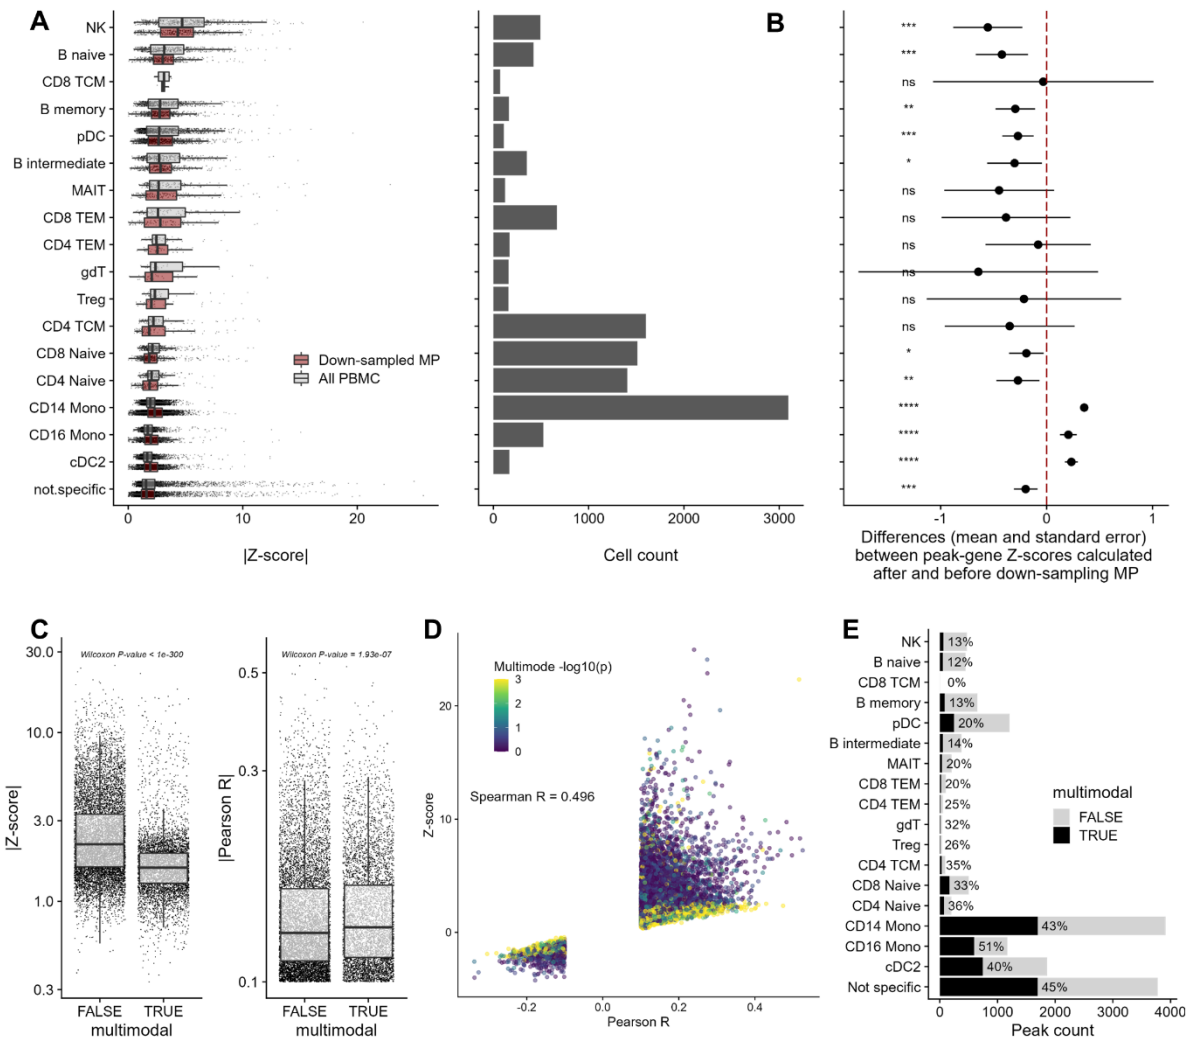 A
NK
B naive
CD8 TCM
B memory
pDC
B intermediate
MAIT
CD8 TEM
CD4 TEM
gdT
Treg
CD4 TCM
CD8 Naive
CD4 Naive
CD14 Mono
CD16 Mono
cDC2
not.specific
Down-sampled MP
All PBMC
0
10
20
|Z-score|
0
1000
2000
3000
Cell count
B
***
***
ns
**
***
*
ns
ns
ns
ns
ns
ns
*
**
****
****
****
***
-1
0
1
Differences (mean and standard error)
between peak-gene Z-scores calculated
after and before down-sampling MP
C
|Z-score|
30.0
10.0
3.0
1.0
0.3
Wilcoxon P-value < 1e-300
FALSE
TRUE
multimodal
|Pearson R|
0.5
0.3
0.1
Wilcoxon P-value = 1.93e-07
FALSE
TRUE
multimodal
D
Z-score
20
10
0
Multimode -log10(p)
3
2
1
0
Spearman R = 0.496
-0.2
0.0
0.2
0.4
Pearson R
E
NK
13%
B naive
12%
CD8 TCM
0%
B memory
13%
pDC
20%
B intermediate
14%
MAIT
20%
CD8 TEM
20%
CD4 TEM
25%
gdT
32%
Treg
26%
CD4 TCM
35%
CD8 Naive
33%
CD4 Naive
36%
CD14 Mono
43%
CD16 Mono
51%
cDC2
40%
Not specific
45%
multimodal
FALSE
TRUE
0
1000
2000
3000
4000
Peak count